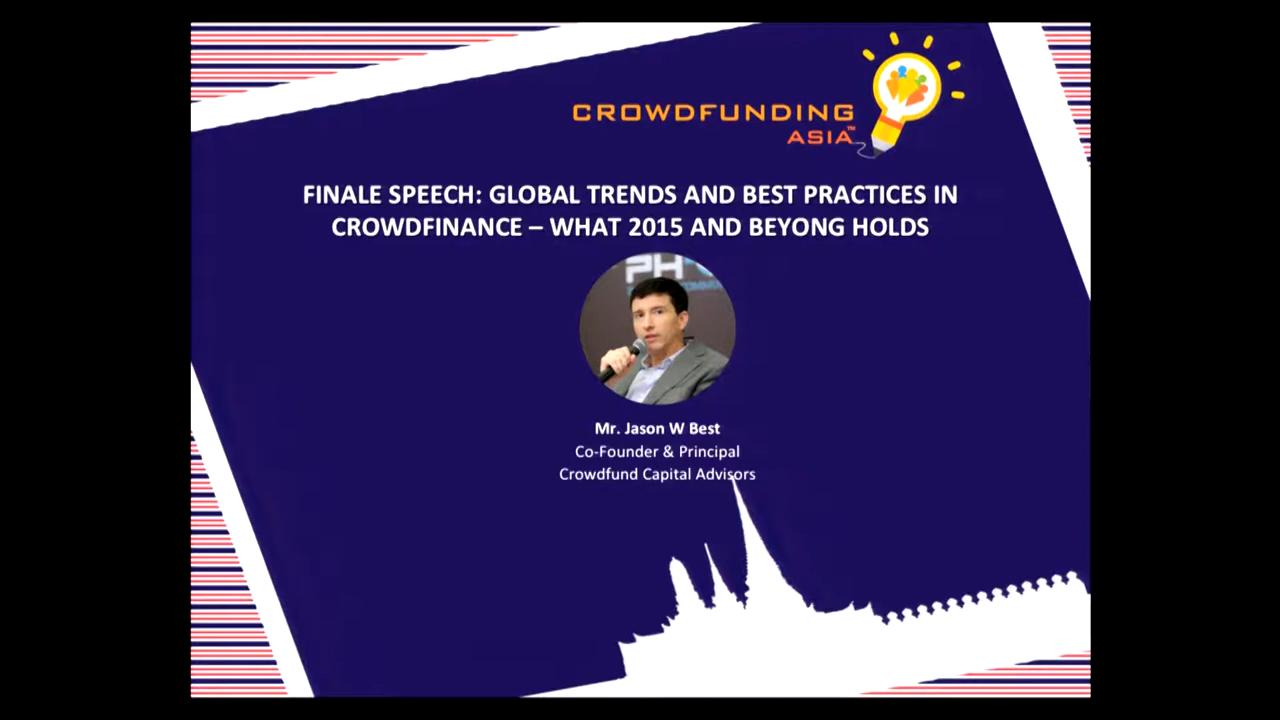 CROWDFUNDING
ASIA™
FINALE SPEECH: GLOBAL TRENDS AND BEST PRACTICES IN
CROWDFINANCE – WHAT 2015 AND BEYONG HOLDS
PH
Mr. Jason W Best
Co-Founder & Principal
Crowdfund Capital Advisors